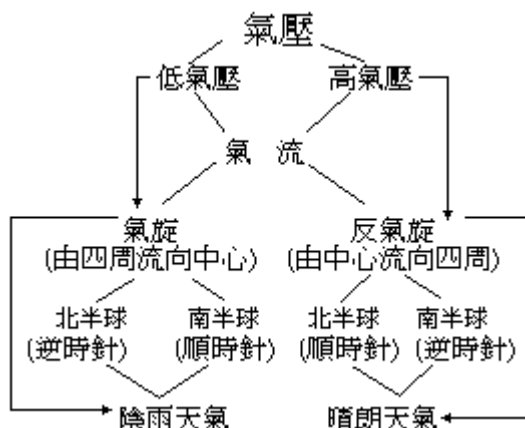 氣壓
低氣壓 高氣壓
氣 流
氣旋 反氣旋
(由四周流向中心) (由中心流向四周)
北半球 南半球 北半球 南半球
(逆時針) (順時針) (順時針) (逆時針)
陰雨天氣 晴朗天氣